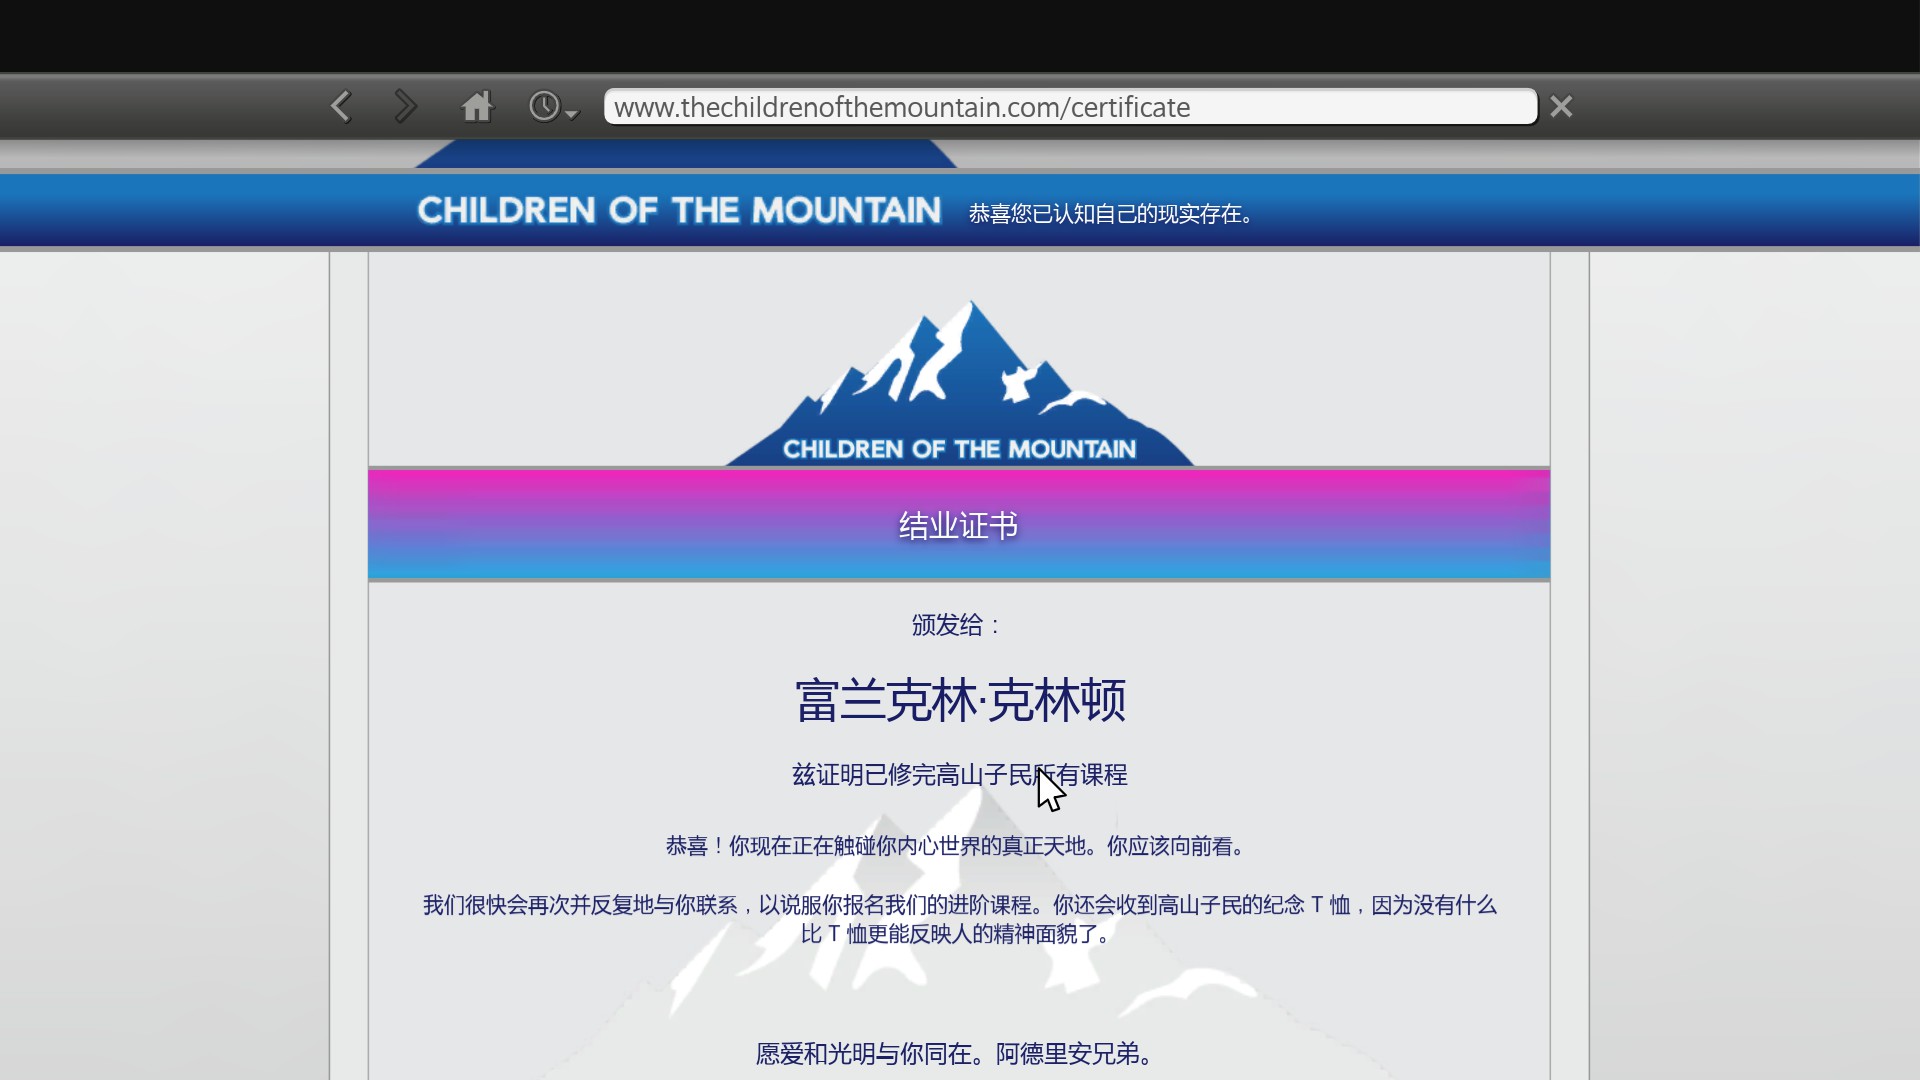 www.thechildrenofthemountain.com/certificate
CHILDREN OF THE MOUNTAIN 恭喜您已认知自己的现实存在。
CHILDREN OF THE MOUNTAIN
结业证书
颁发给：
富兰克林·克林顿
兹证明已修完高山子民所有课程
恭喜！你现在正在触碰你内心世界的真正天地。你应该向前看。
我们很快会再次并反复地与你联系，以说服你报名我们的进阶课程。你还会收到高山子民的纪念 T 恤，因为没有什么
比 T 恤更能反映人的精神面貌了。
愿爱和光明与你同在。阿德里安兄弟。